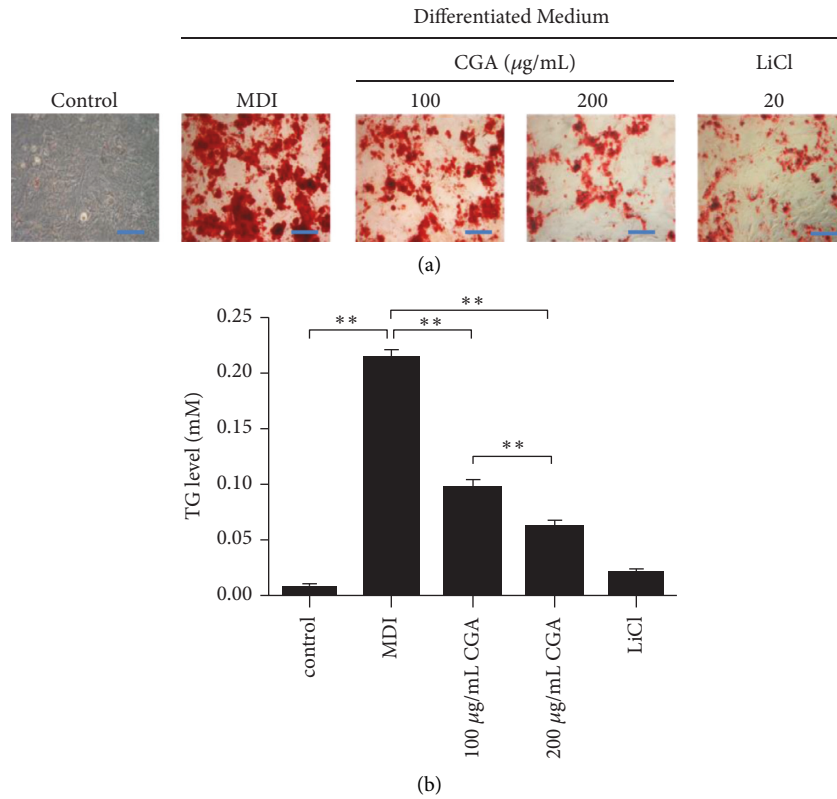 Differentiated Medium
CGA (μg/mL) LiCl
Control MDI 100 200 20
(a)
** ** **
**
0.25
0.20
0.15
0.10
0.05
0.00
TG level (mM)
control
MDI
100 μg/mL CGA
200 μg/mL CGA
LiCl
(b)